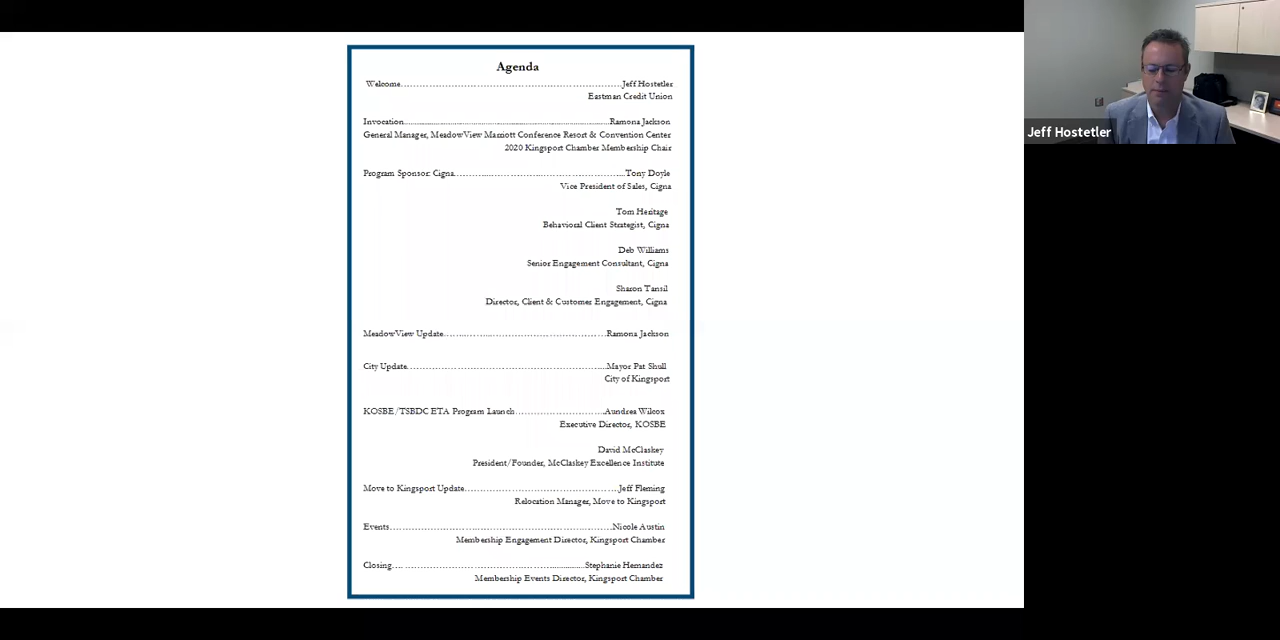 Agenda
Welcome……………………………………………………………Jeff Hostetler
Eastman Credit Union
Invocation..............................................................................Ramona Jackson
General Manager, MeadowView Marriott Conference Resort & Convention Center
2020 Kingsport Chamber Membership Chair
Program Sponsor: Cigna………...……………..……………………....Tony Doyle
Vice President of Sales, Cigna
Tom Heritage
Behavioral Client Strategist, Cigna
Deb Williams
Senior Engagement Consultant, Cigna
Sharon Tansil
Director, Client & Customer Engagement, Cigna
MeadowView Update……..……...…………………………………Ramona Jackson
City Update………………………………………………………....Mayor Pat Shull
City of Kingsport
KOSBE/TSBDC ETA Program Launch……………………….Aundrea Wilcox
Executive Director, KOSBE
David McClaskey
President/Founder, McClaskey Excellence Institute
Move to Kingsport Update…………………………………… …Jeff Fleming
Relocation Manager, Move to Kingsport
Events……………………………………………………………..Nicole Austin
Membership Engagement Director, Kingsport Chamber
Closing…. ………………………………………..................Stephanie Hernandez
Membership Events Director, Kingsport Chamber
Jeff Hostetler